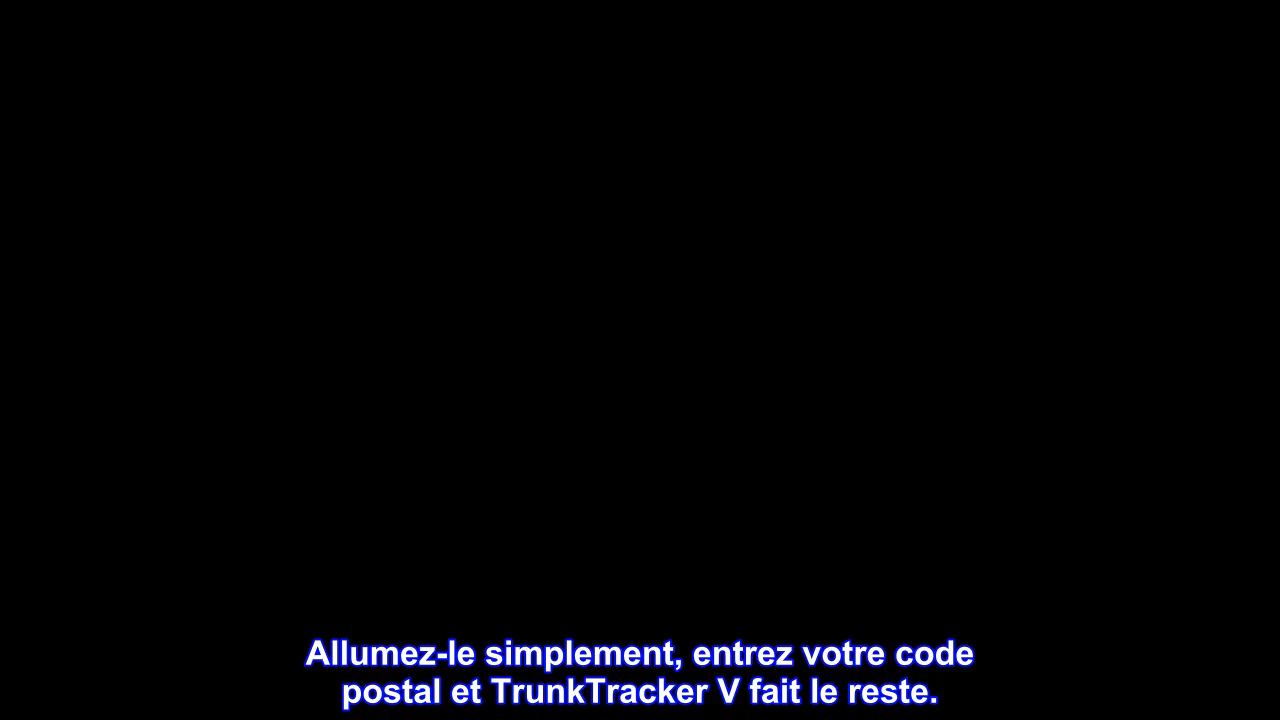 Allumez-le simplement, entrez votre code
postal et TrunkTracker V fait le reste.